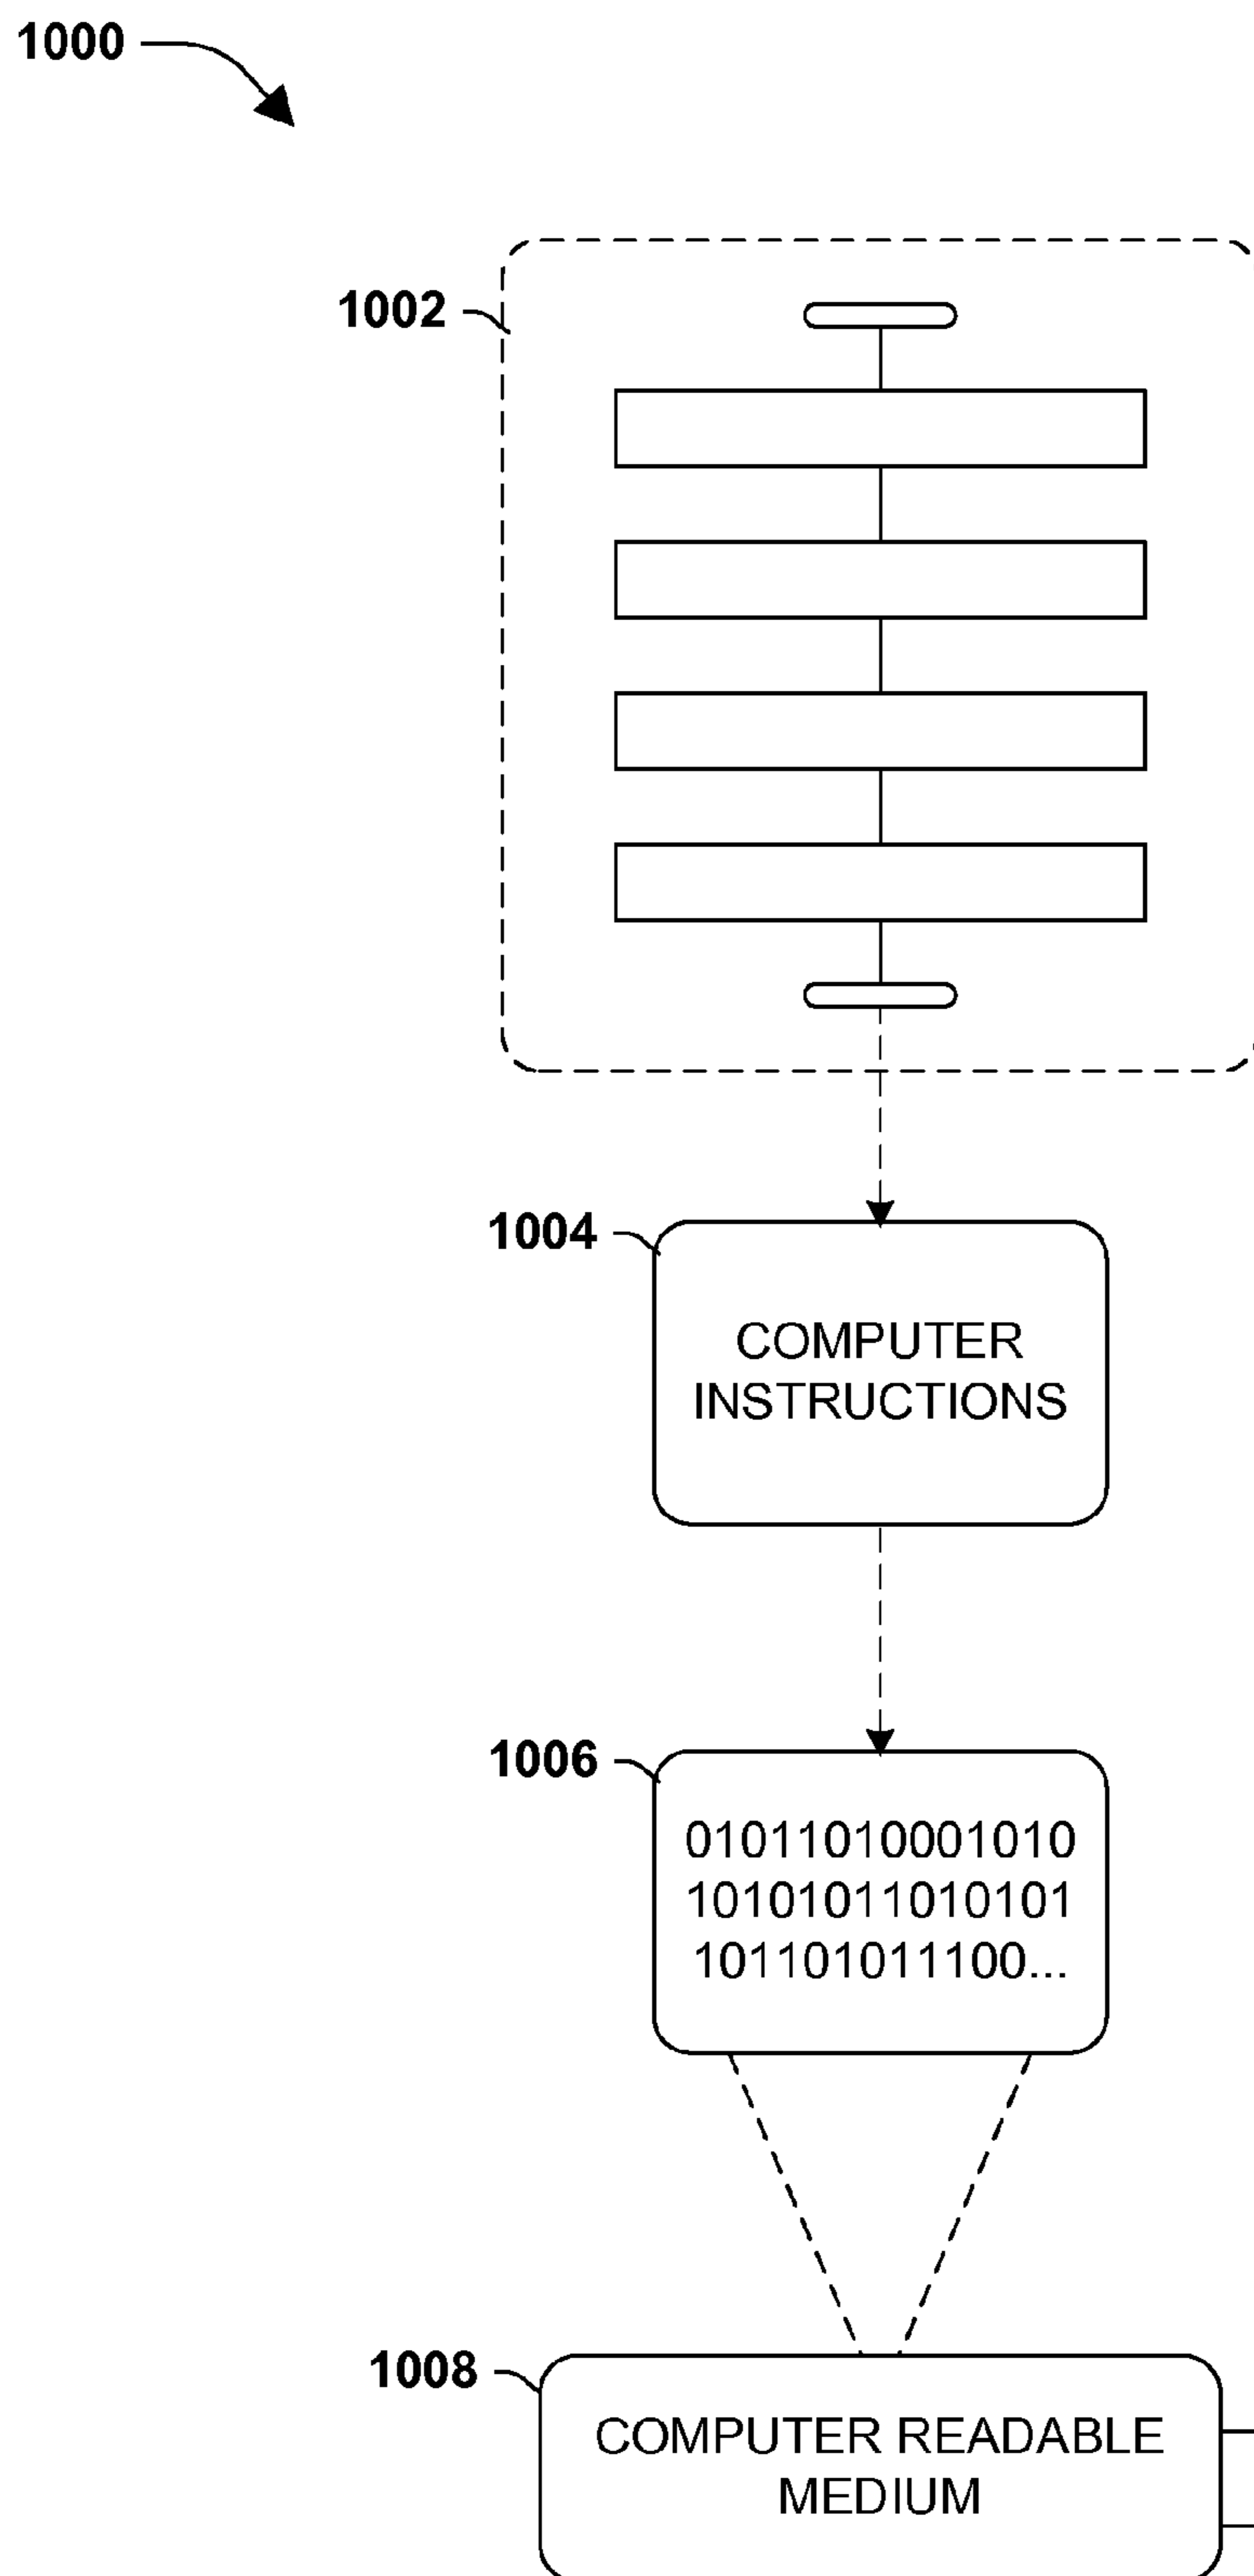 1000
1002
1004
COMPUTER
INSTRUCTIONS
1006
01011010001010
10101011010101
101101011100...
1008
COMPUTER READABLE
MEDIUM